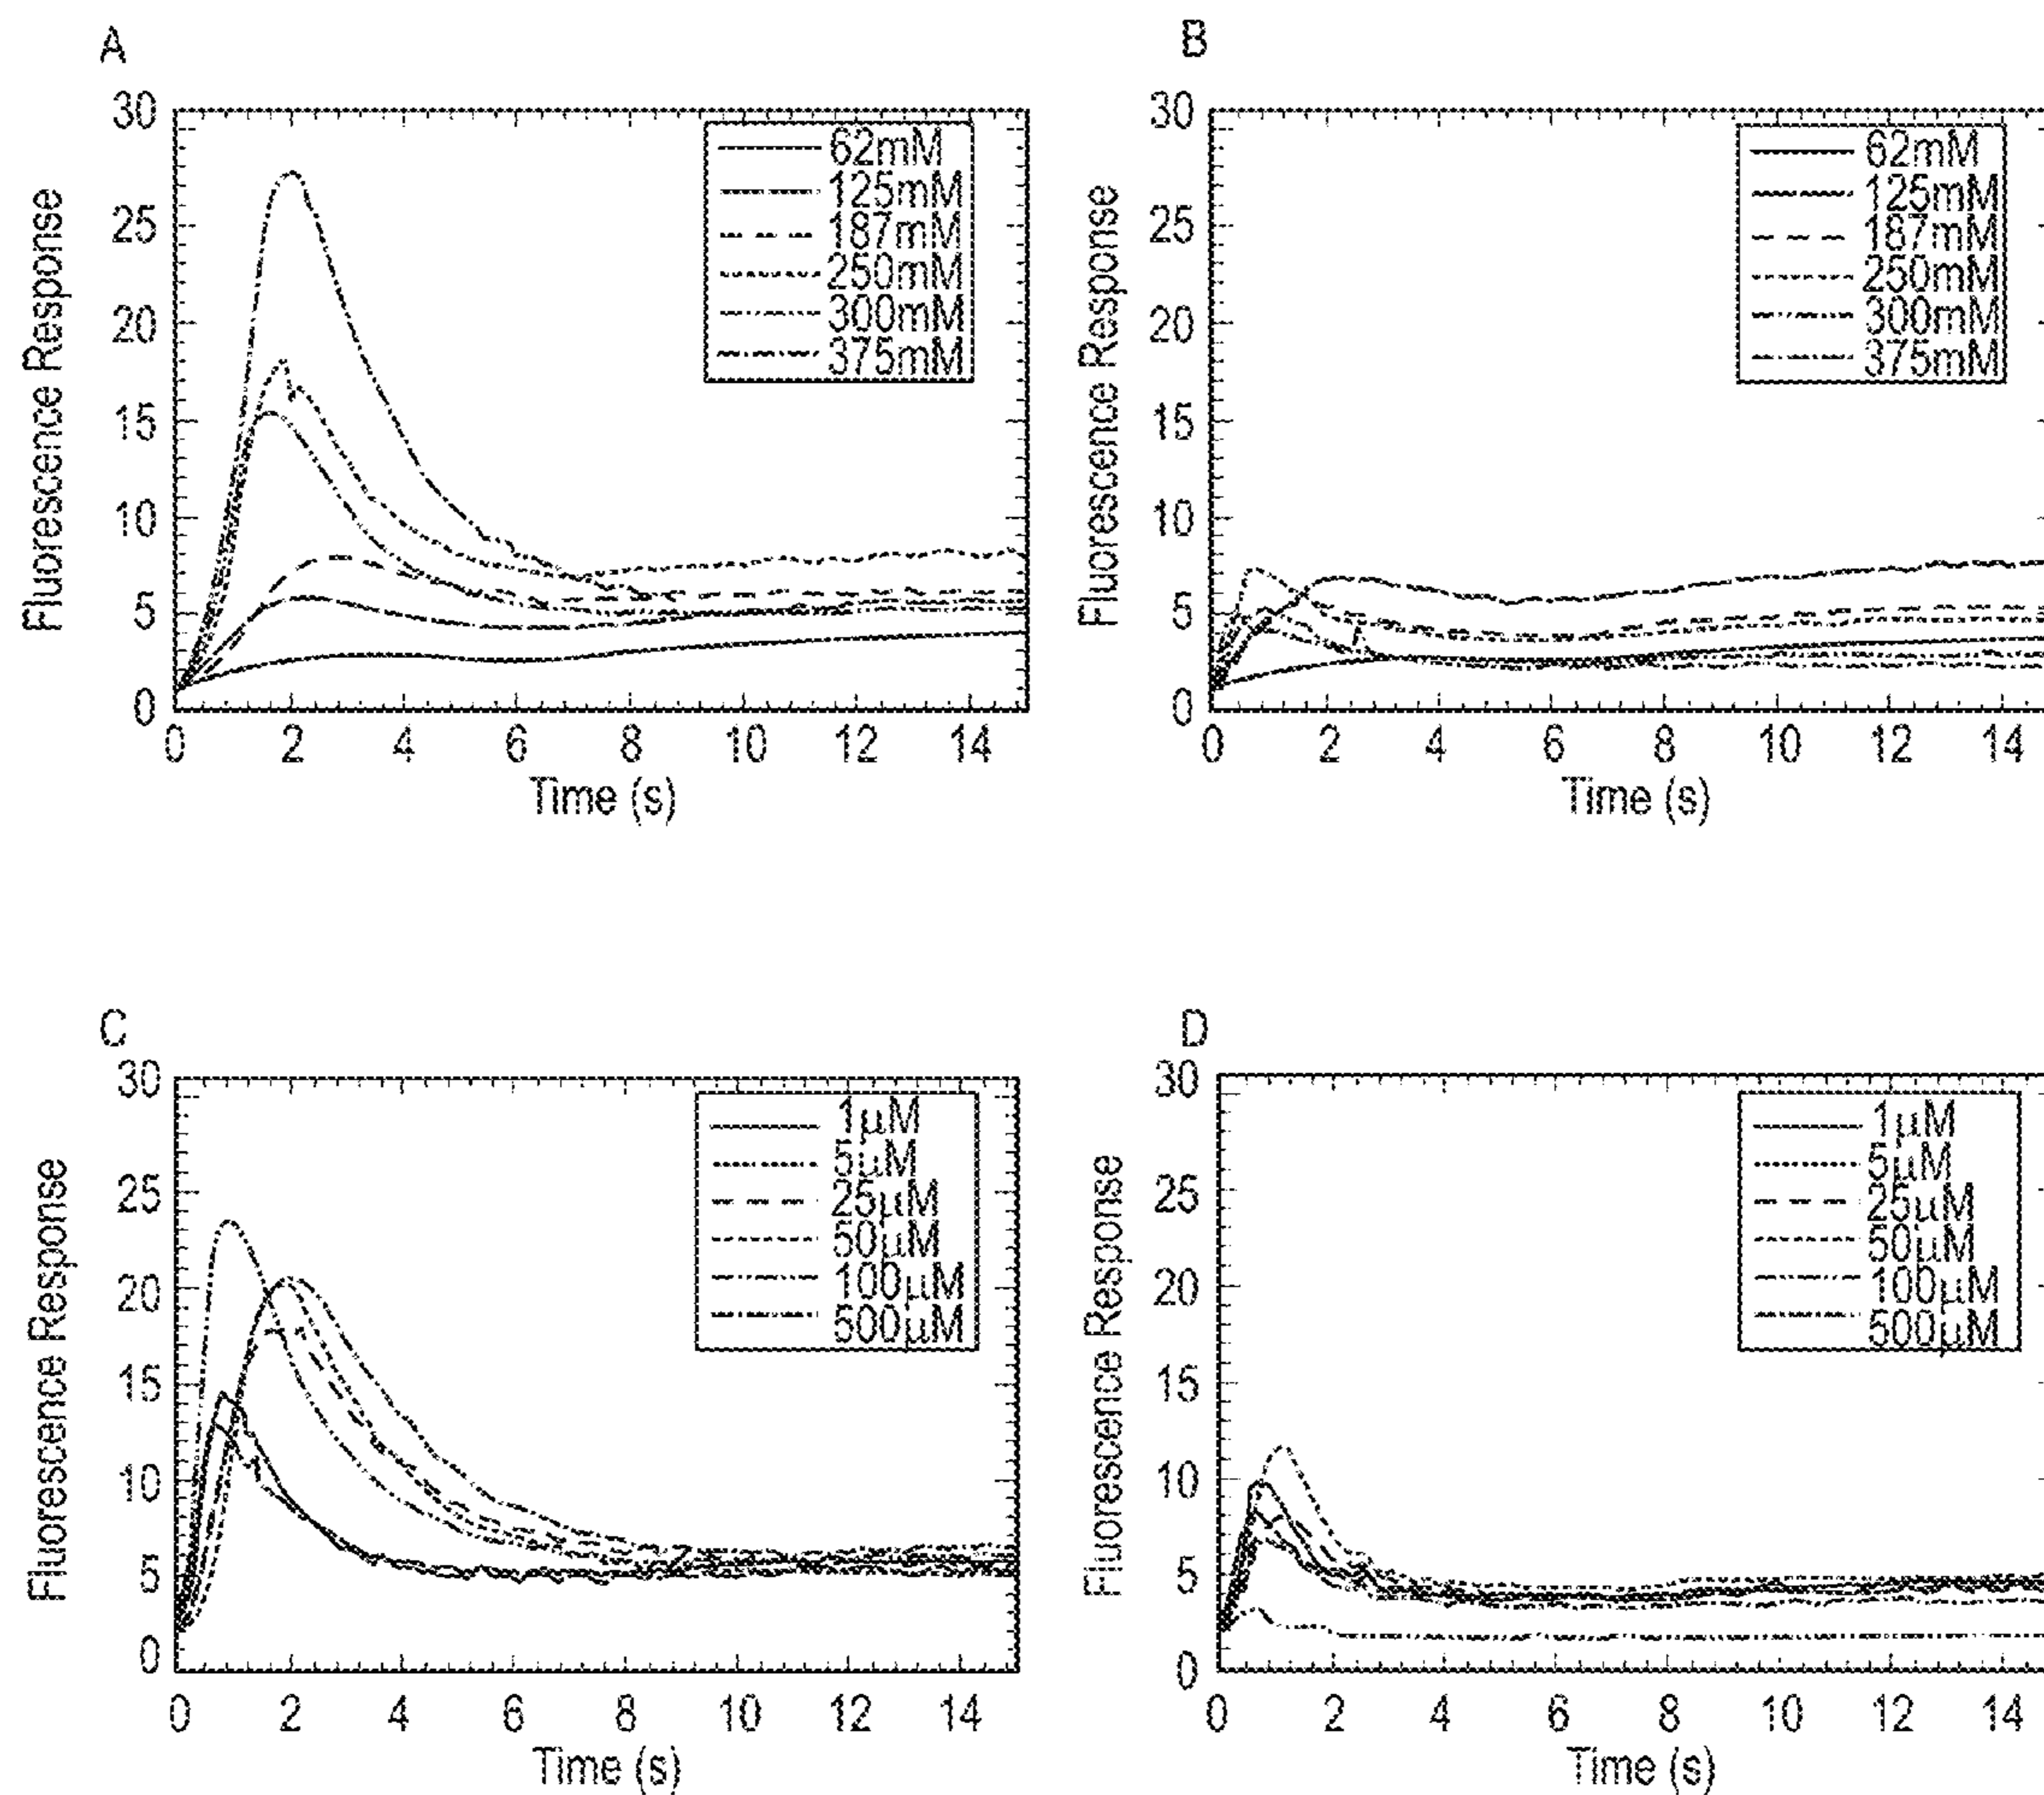 A
30
25
20
15
10
5
0
Fluorescence Response
62mM
125mM
187mM
250mM
300mM
375mM
0 2 4 6 8 10 12 14
Time (s)
B
30
25
20
15
10
5
0
Fluorescence Response
62mM
125mM
187mM
250mM
300mM
375mM
0 2 4 6 8 10 12 14
Time (s)
C
30
25
20
15
10
5
0
Fluorescence Response
1µM
5µM
25µM
50µM
100µM
500µM
0 2 4 6 8 10 12 14
Time (s)
D
30
25
20
15
10
5
0
Fluorescence Response
1µM
5µM
25µM
50µM
100µM
500µM
0 2 4 6 8 10 12 14
Time (s)